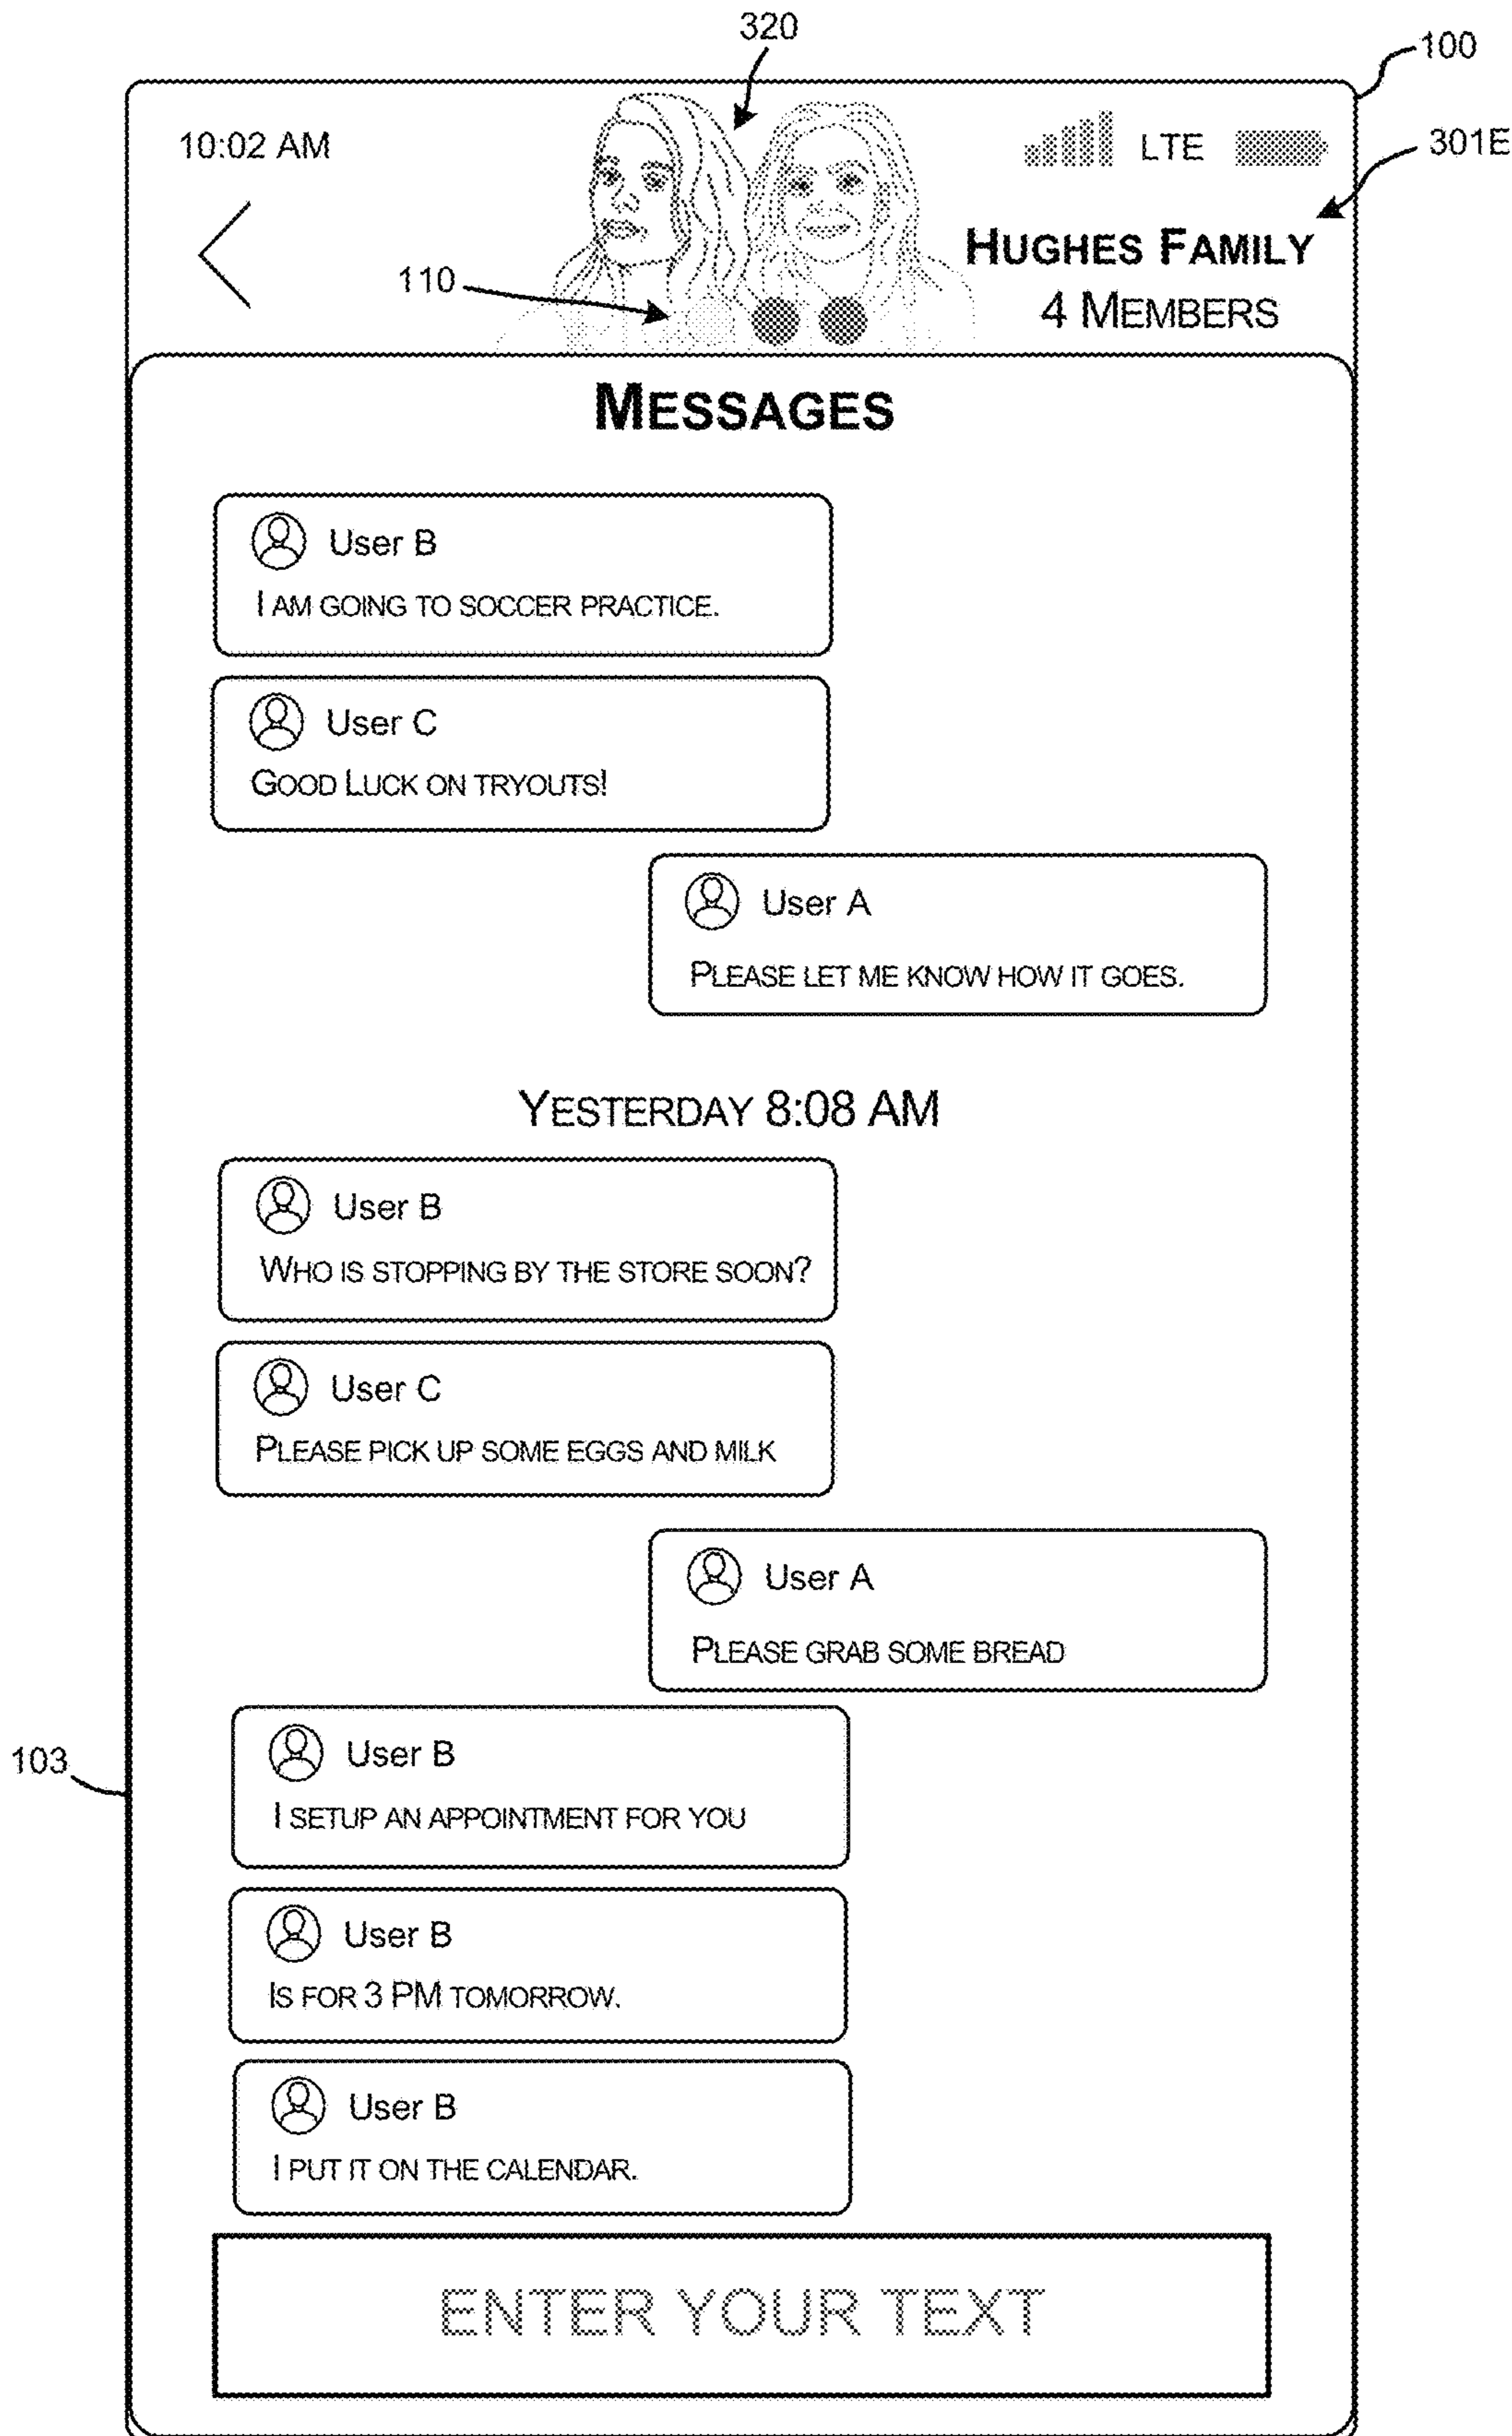 320
100
10:02 AM
LTE
301E
HUGHES FAMILY
110
4 MEMBERS
MESSAGES
User B
I AM GOING TO SOCCER PRACTICE.
User C
GOOD LUCK ON TRYOUTS!
User A
PLEASE LET ME KNOW HOW IT GOES.
YESTERDAY 8:08 AM
User B
WHO IS STOPPING BY THE STORE SOON?
User C
PLEASE PICK UP SOME EGGS AND MILK
User A
PLEASE GRAB SOME BREAD
103
User B
I SETUP AN APPOINTMENT FOR YOU
User B
IS FOR 3 PM TOMORROW.
User B
I PUT IT ON THE CALENDAR.
ENTER YOUR TEXT